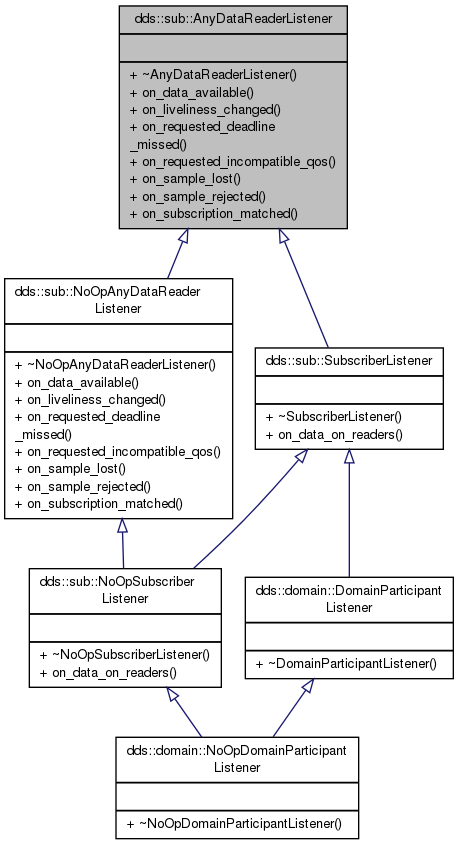 dds::sub::AnyDataReaderListener
+ ~AnyDataReaderListener()
+ on_data_available()
+ on_liveliness_changed()
+ on_requested_deadline
_missed()
+ on_requested_incompatible_qos()
+ on_sample_lost()
+ on_sample_rejected()
+ on_subscription_matched()
dds::sub::NoOpAnyDataReader
Listener
+ ~NoOpAnyDataReaderListener()
+ on_data_available()
+ on_liveliness_changed()
+ on_requested_deadline
_missed()
+ on_requested_incompatible_qos()
+ on_sample_lost()
+ on_sample_rejected()
+ on_subscription_matched()
dds::sub::SubscriberListener
+ ~SubscriberListener()
+ on_data_on_readers()
dds::sub::NoOpSubscriber
Listener
+ ~NoOpSubscriberListener()
+ on_data_on_readers()
dds::domain::DomainParticipant
Listener
+ ~DomainParticipantListener()
dds::domain::NoOpDomainParticipant
Listener
+ ~NoOpDomainParticipantListener()